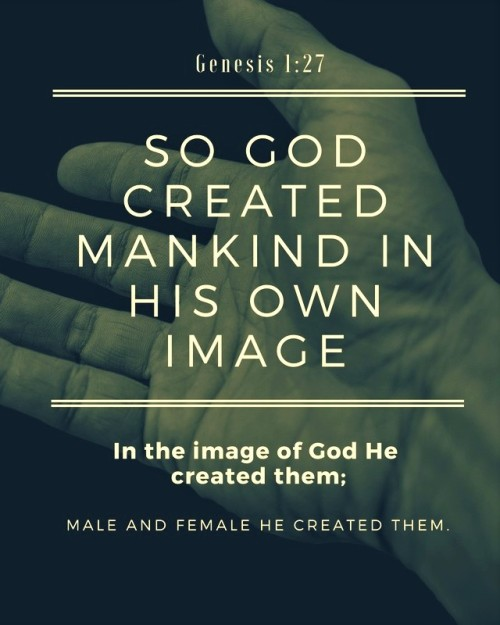 Genesis 1:27
SO GOD
CREATED
MANKIND IN
HIS OWN
IMAGE
In the image of God He
created them;
MALE AND FEMALE HE CREATED THEM.